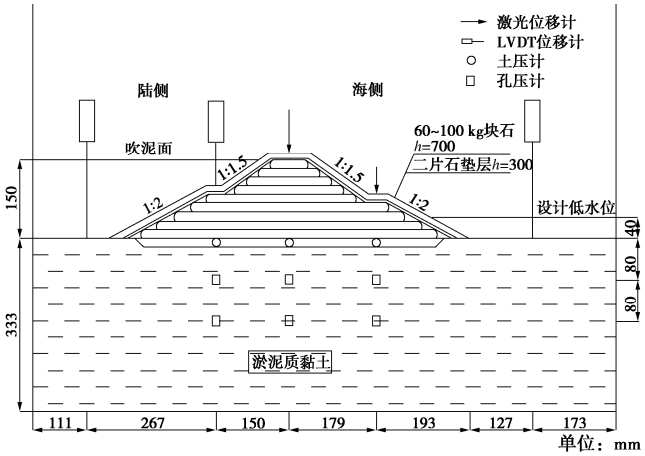 激光位移计
LVDT位移计
土压计
孔压计
陆侧
海侧
60~100 kg块石
h=700
二片石垫层h=300
吹泥面
1:1.5
1:1.5
1:2
1:2
设计低水位
150
40
80
80
333
淤泥质黏土
111 267 150 179 193 127 173
单位：mm